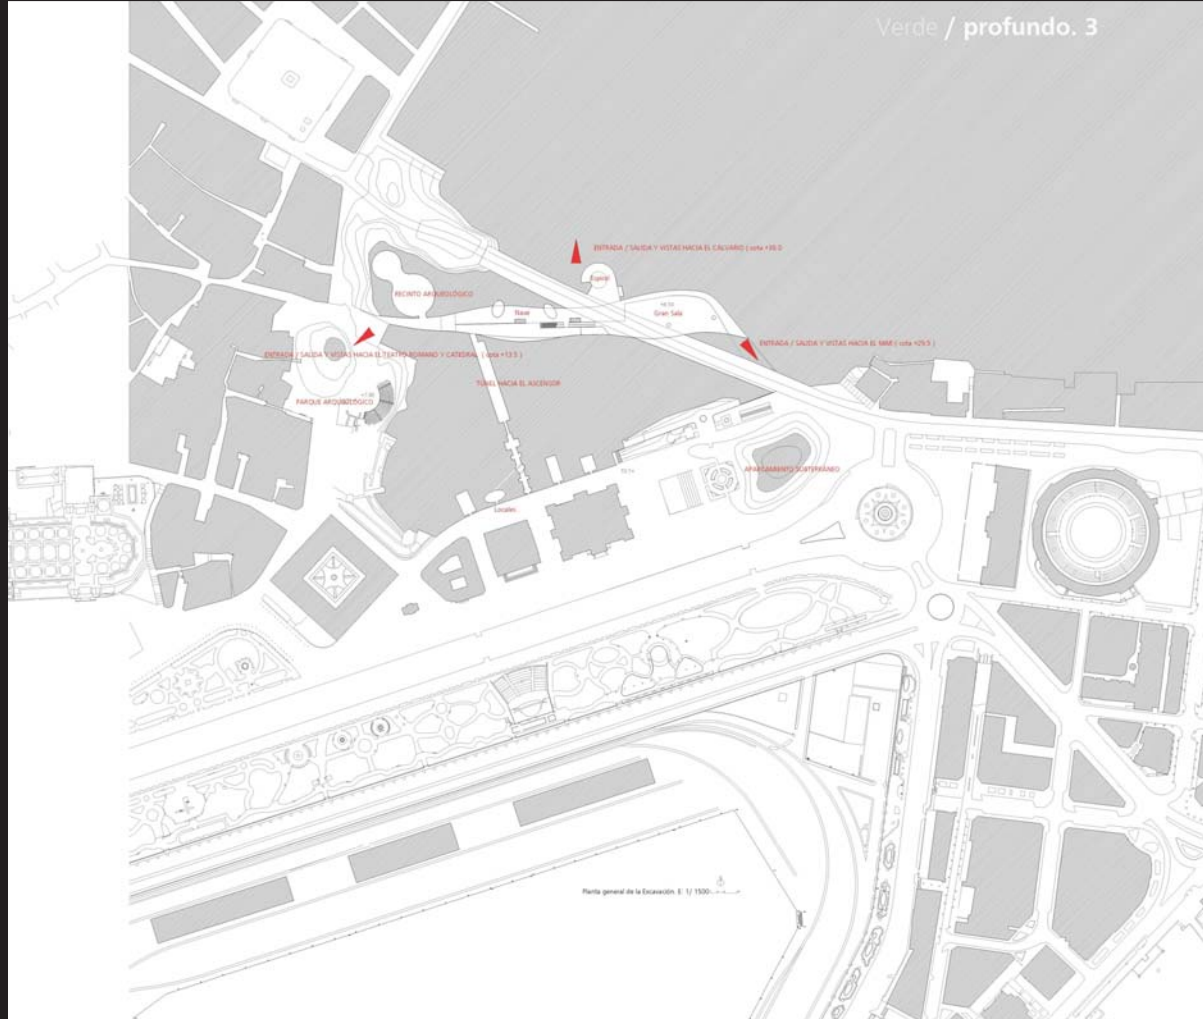 Verde / profundo. 3
ENTRADA / SALIDA Y VISTAS HACIA EL CALVARIO ( cota +39.0
RECINTO ARQUEOLÓGICO
Nave
Gran Sala
ENTRADA / SALIDA Y VISTAS HACIA EL MAR ( cota +29.5 )
ENTRADA / SALIDA Y VISTAS HACIA EL TEATRO ROMANO Y CATEDRAL ( cota +13.5 )
TUNEL HACIA EL ASCENSOR
PARQUE ARQUEOLÓGICO
APARCAMIENTO SUBTERRÁNEO
Locales
Planta general de la Excavación. E: 1/ 1500